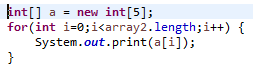 int[] a = new int[5];
for(int i=0;i<array2.length;i++) {
    System.out.print(a[i]);
}